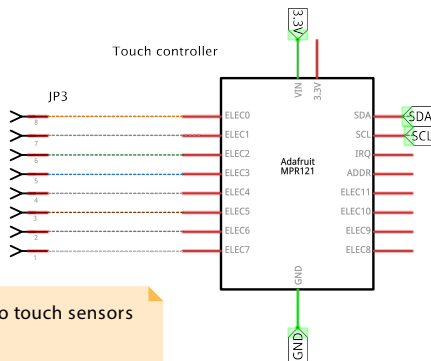 3.3V
Touch controller
JP3
VIN
3.3V
8 ELEC0 SDA SDA
7 ELEC1 SCL SCL
6 ELEC2 IRQ
5 ELEC3 ADDR
Adafruit
MPR121
4 ELEC4 ELEC11
3 ELEC5 ELEC10
2 ELEC6 ELEC9
1 ELEC7 ELEC8
GND
o touch sensors
GND